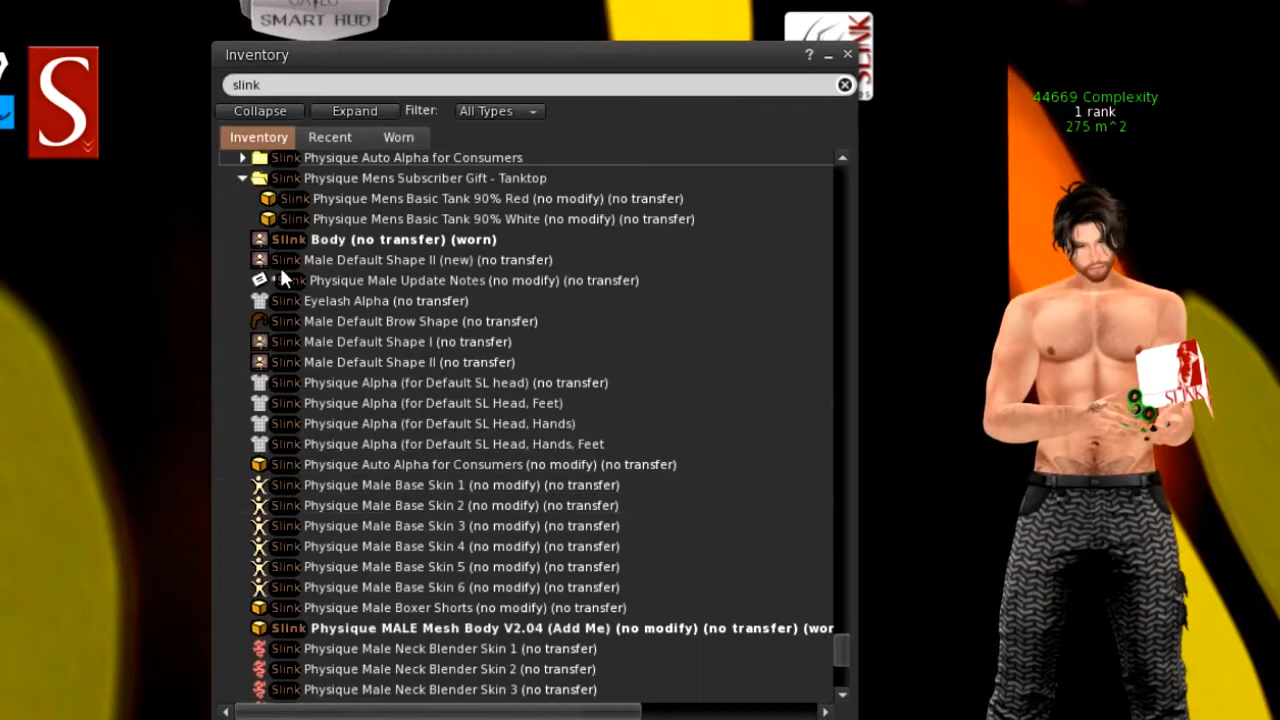 SMART HUD
SLINK
S
Inventory
?
slink
Collapse
Expand
Filter:
All Types
Inventory
Recent
Worn
44669 Complexity
1 rank
275 m^2
Slink Physique Auto Alpha for Consumers
Slink Physique Mens Subscriber Gift - Tanktop
Slink Physique Mens Basic Tank 90% Red (no modify) (no transfer)
Slink Physique Mens Basic Tank 90% White (no modify) (no transfer)
Slink Body (no transfer) (worn)
Slink Male Default Shape II (new) (no transfer)
Physique Male Update Notes (no modify) (no transfer)
Slink Eyelash Alpha (no transfer)
Slink Male Default Brow Shape (no transfer)
Slink Male Default Shape I (no transfer)
Slink Male Default Shape II (no transfer)
Slink Physique Alpha (for Default SL head) (no transfer)
Slink Physique Alpha (for Default SL Head, Feet)
Slink Physique Alpha (for Default SL Head, Hands)
Slink Physique Alpha (for Default SL Head, Hands, Feet
Slink Physique Auto Alpha for Consumers (no modify) (no transfer)
Slink Physique Male Base Skin 1 (no modify) (no transfer)
Slink Physique Male Base Skin 2 (no modify) (no transfer)
Slink Physique Male Base Skin 3 (no modify) (no transfer)
Slink Physique Male Base Skin 4 (no modify) (no transfer)
Slink Physique Male Base Skin 5 (no modify) (no transfer)
Slink Physique Male Base Skin 6 (no modify) (no transfer)
Slink Physique Male Boxer Shorts (no modify) (no transfer)
Slink Physique MALE Mesh Body V2.04 (Add Me) (no modify) (no transfer) (wor
Slink Physique Male Neck Blender Skin 1 (no transfer)
Slink Physique Male Neck Blender Skin 2 (no transfer)
Slink Physique Male Neck Blender Skin 3 (no transfer)
SLINK